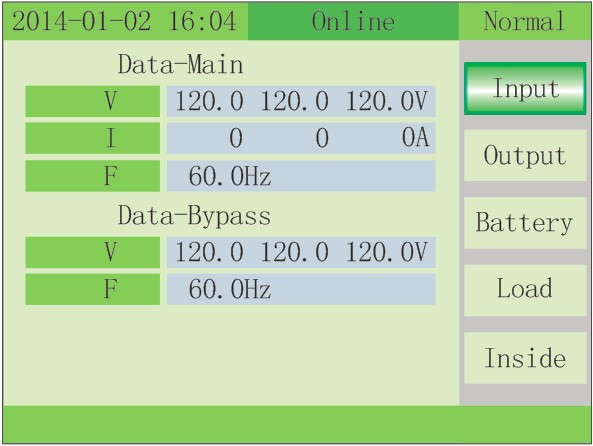 2014-01-02 16:04 Online Normal
Data-Main
V 120.0 120.0 120.0V
I 0 0 0A
F 60.0Hz
Data-Bypass
V 120.0 120.0 120.0V
F 60.0Hz
Input
Output
Battery
Load
Inside